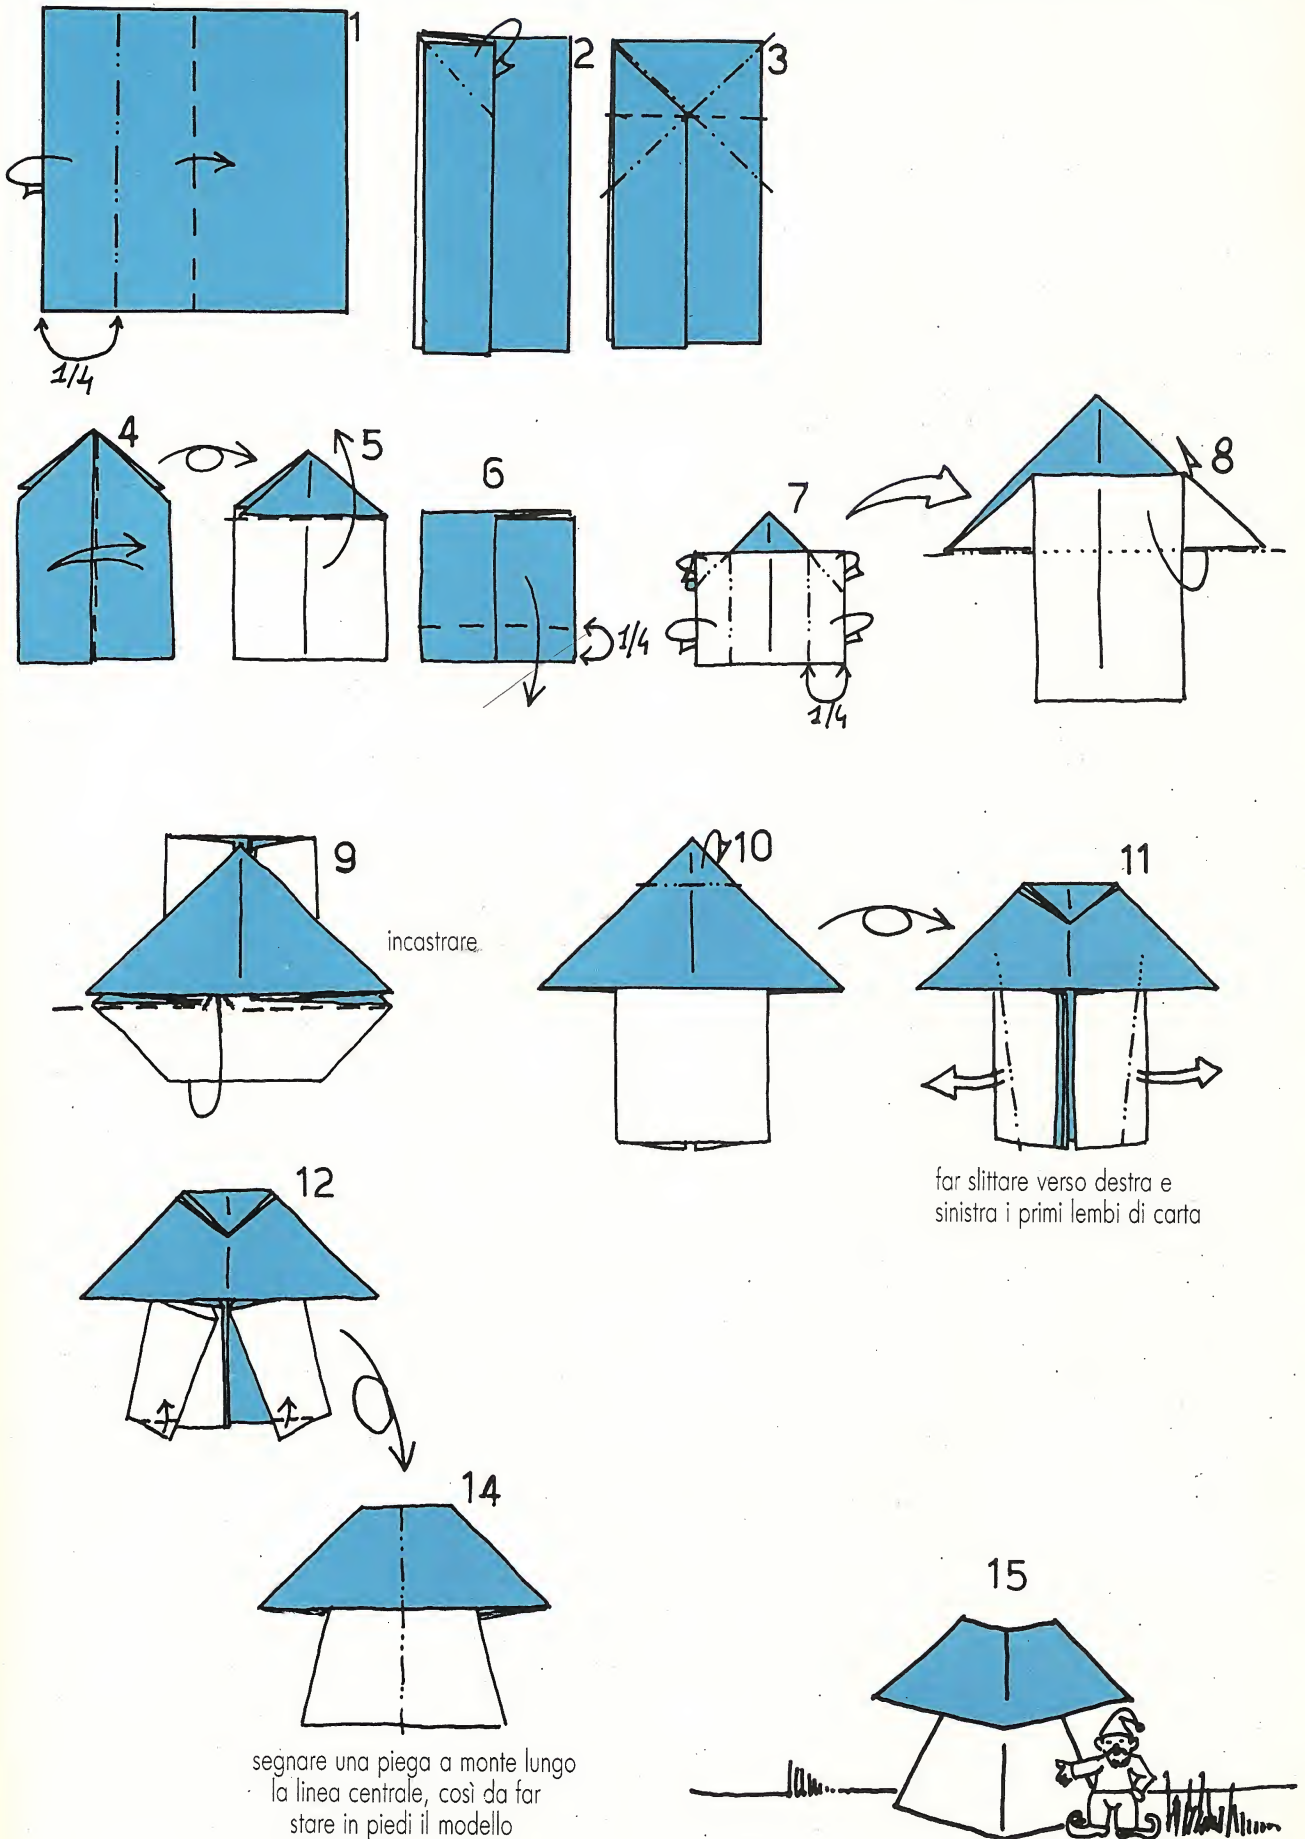 1
2
3
1/4
4
5
6
7
8
1/4
1/4
9
10
11
incastrare
far slittare verso destra e
sinistra i primi lembi di carta
12
14
segnare una piega a monte lungo
la linea centrale, così da far
stare in piedi il modello
15